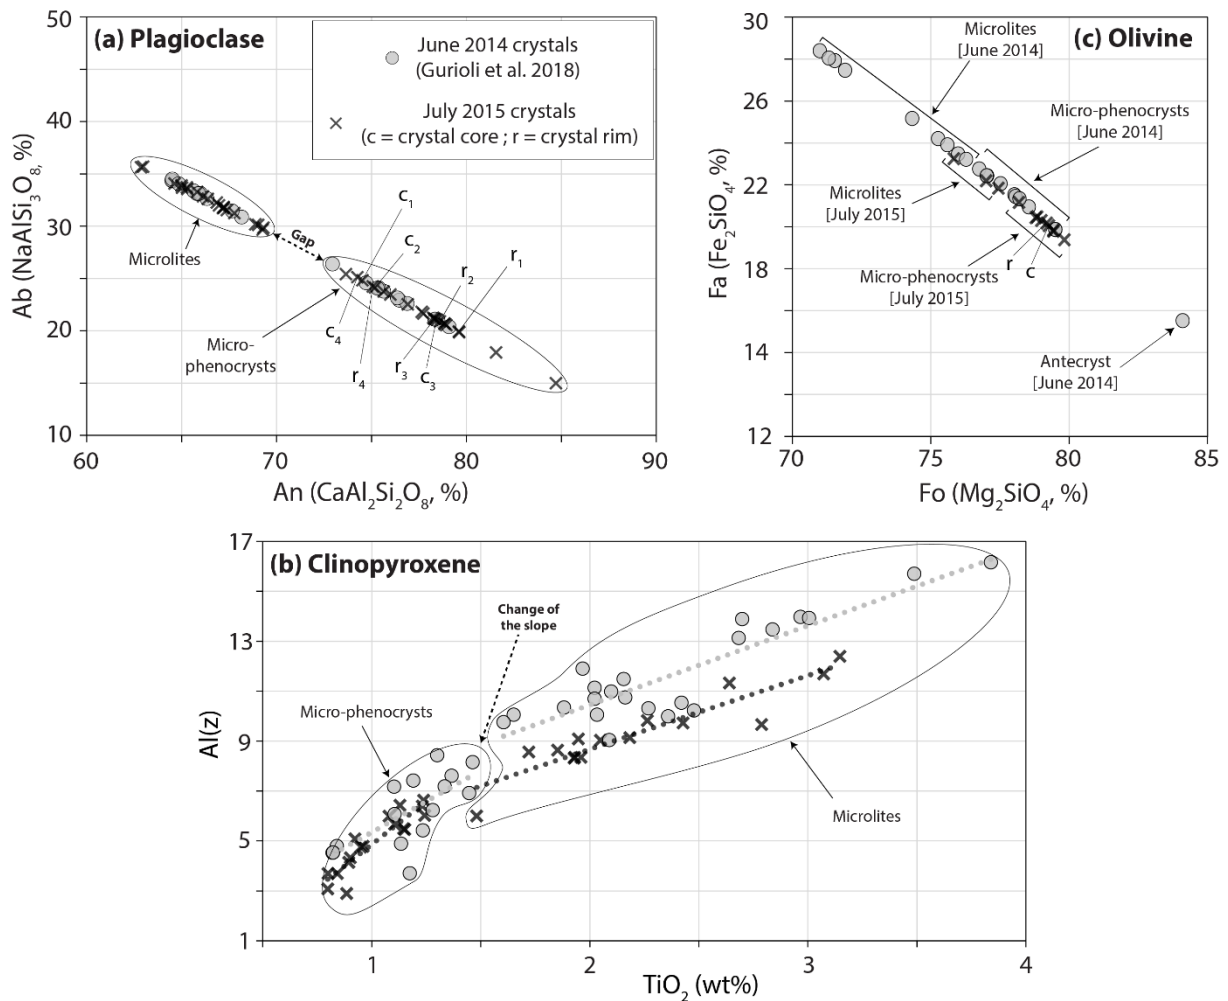 (a) Plagioclase
June 2014 crystals
(Gurioli et al. 2018)
July 2015 crystals
(c = crystal core ; r = crystal rim)
50
40
30
20
10
Ab (NaAlSi₃O₈, %)
Microlites
Gap
Micro-
phenocrysts
c₁
c₂
r₂
r₁
c₄
r₄
r₃
c₃
60
70
80
90
An (CaAl₂Si₂O₈, %)
(c) Olivine
30
26
22
18
14
12
Fa (Fe₂SiO₄, %)
Microlites
[June 2014]
Micro-phenocrysts
[June 2014]
Microlites
[July 2015]
r
c
Micro-phenocrysts
[July 2015]
Antecryst
[June 2014]
70
75
80
85
Fo (Mg₂SiO₄, %)
(b) Clinopyroxene
17
13
9
5
1
Al(z)
Change of
the slope
Micro-phenocrysts
Microlites
1
2
3
4
TiO₂ (wt%)